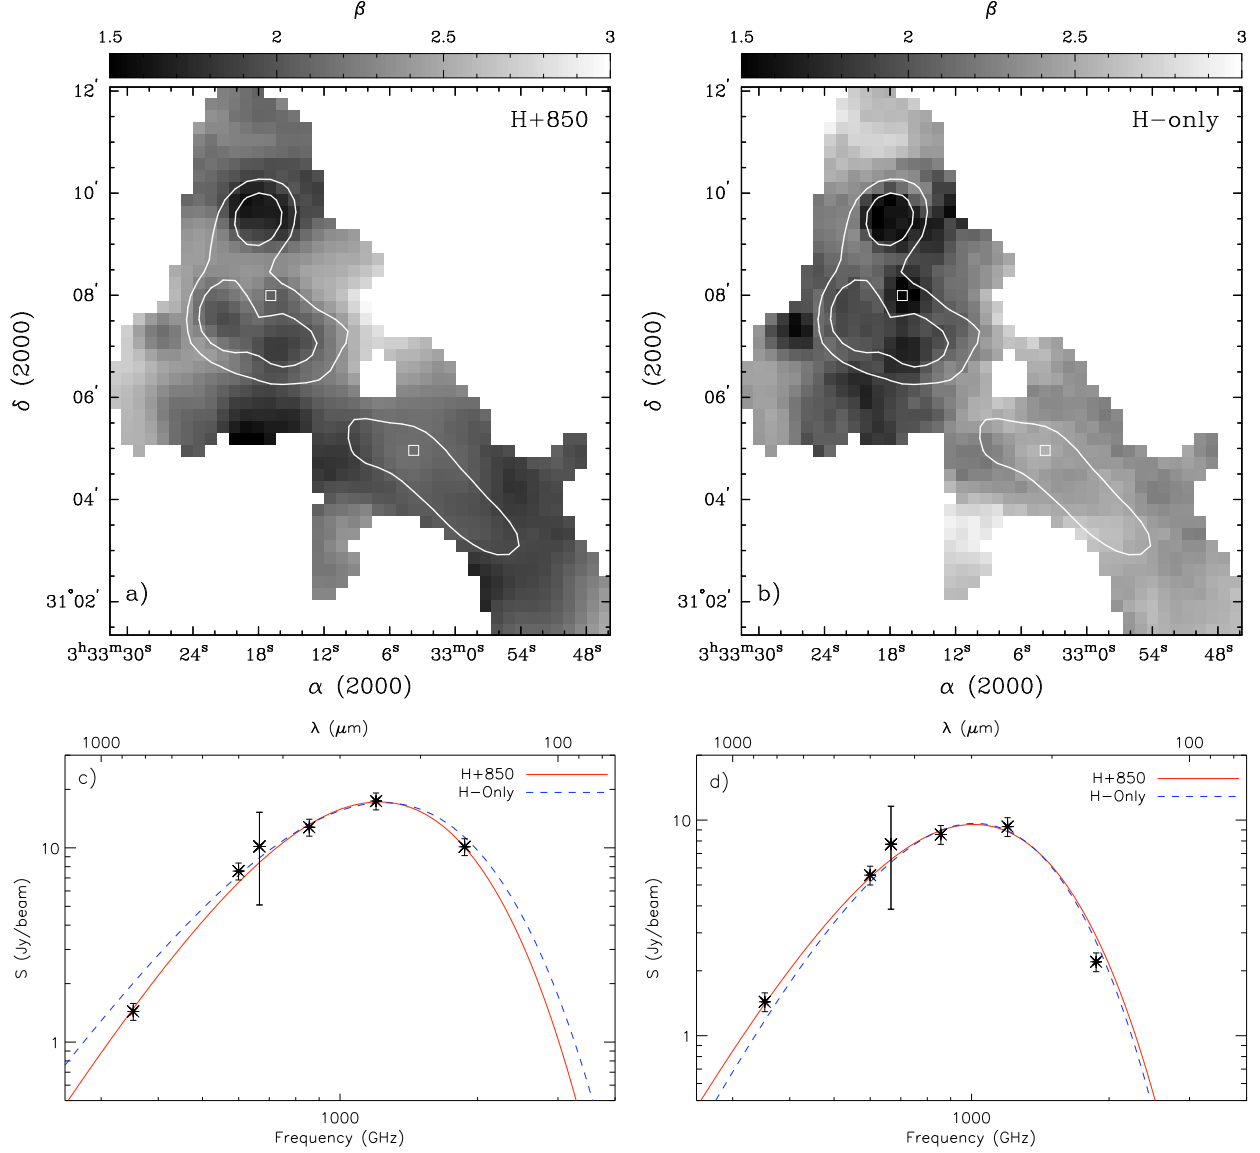 β
1.5 2 2.5 3
H+850
12′
10′
08′
06′
04′
31°02′
δ (2000)
a)
3ʰ33ᵐ30ˢ 24ˢ 18ˢ 12ˢ 6ˢ 33ᵐ0ˢ 54ˢ 48ˢ
α (2000)
β
1.5 2 2.5 3
H−only
12′
10′
08′
06′
04′
31°02′
δ (2000)
b)
3ʰ33ᵐ30ˢ 24ˢ 18ˢ 12ˢ 6ˢ 33ᵐ0ˢ 54ˢ 48ˢ
α (2000)
λ (μm)
1000 100
c)
H+850
H−Only
10
1
S (Jy/beam)
1000
Frequency (GHz)
λ (μm)
1000 100
d)
H+850
H−Only
10
1
S (Jy/beam)
1000
Frequency (GHz)